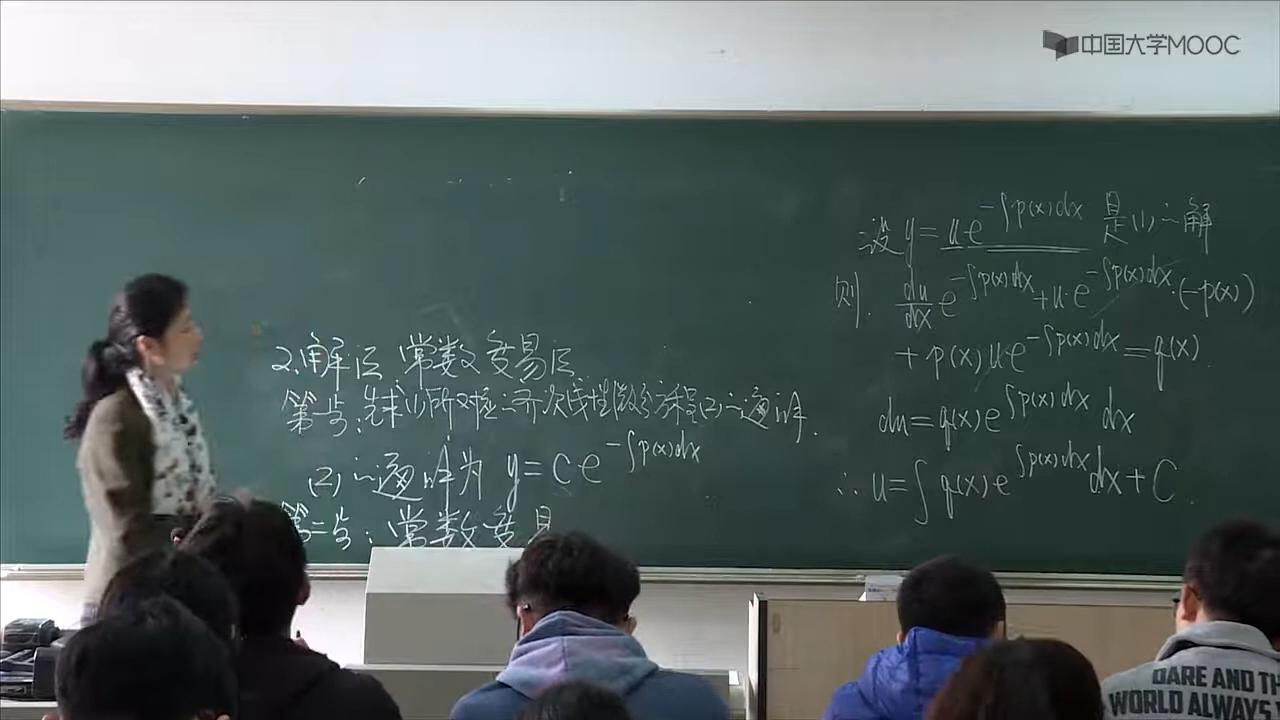 中国大学MOOC
2.解法 常数变易法
第一步:先求(1)所对应的齐次线性微分方程(2)的通解.
(2)的通解为 y=ce^{-∫p(x)dx}
第二步:常数变易
设 y=ue^{-∫p(x)dx} 是(1)的解
则. du/dx e^{-∫p(x)dx}+u·e^{-∫p(x)dx}·(-p(x))
+p(x)ue^{-∫p(x)dx}=q(x)
du=q(x)e^{∫p(x)dx}dx
∴u=∫q(x)e^{∫p(x)dx}dx+C.
DARE AND TH
WORLD ALWAYS